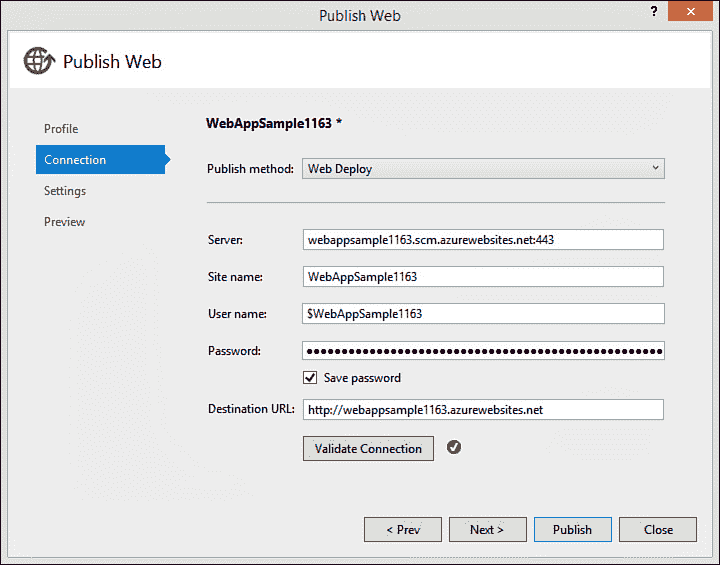 Publish Web
? ×
Publish Web
Profile
Connection
Settings
Preview
WebAppSample1163 *
Publish method: Web Deploy
Server: webappsample1163.scm.azurewebsites.net:443
Site name: WebAppSample1163
User name: $WebAppSample1163
Password: ●●●●●●●●●●●●●●●●●●●●●●●●●●●●●●●●●●●●●●●●●●●●●●●●●●●
Save password
Destination URL: http://webappsample1163.azurewebsites.net
Validate Connection
< Prev Next > Publish Close